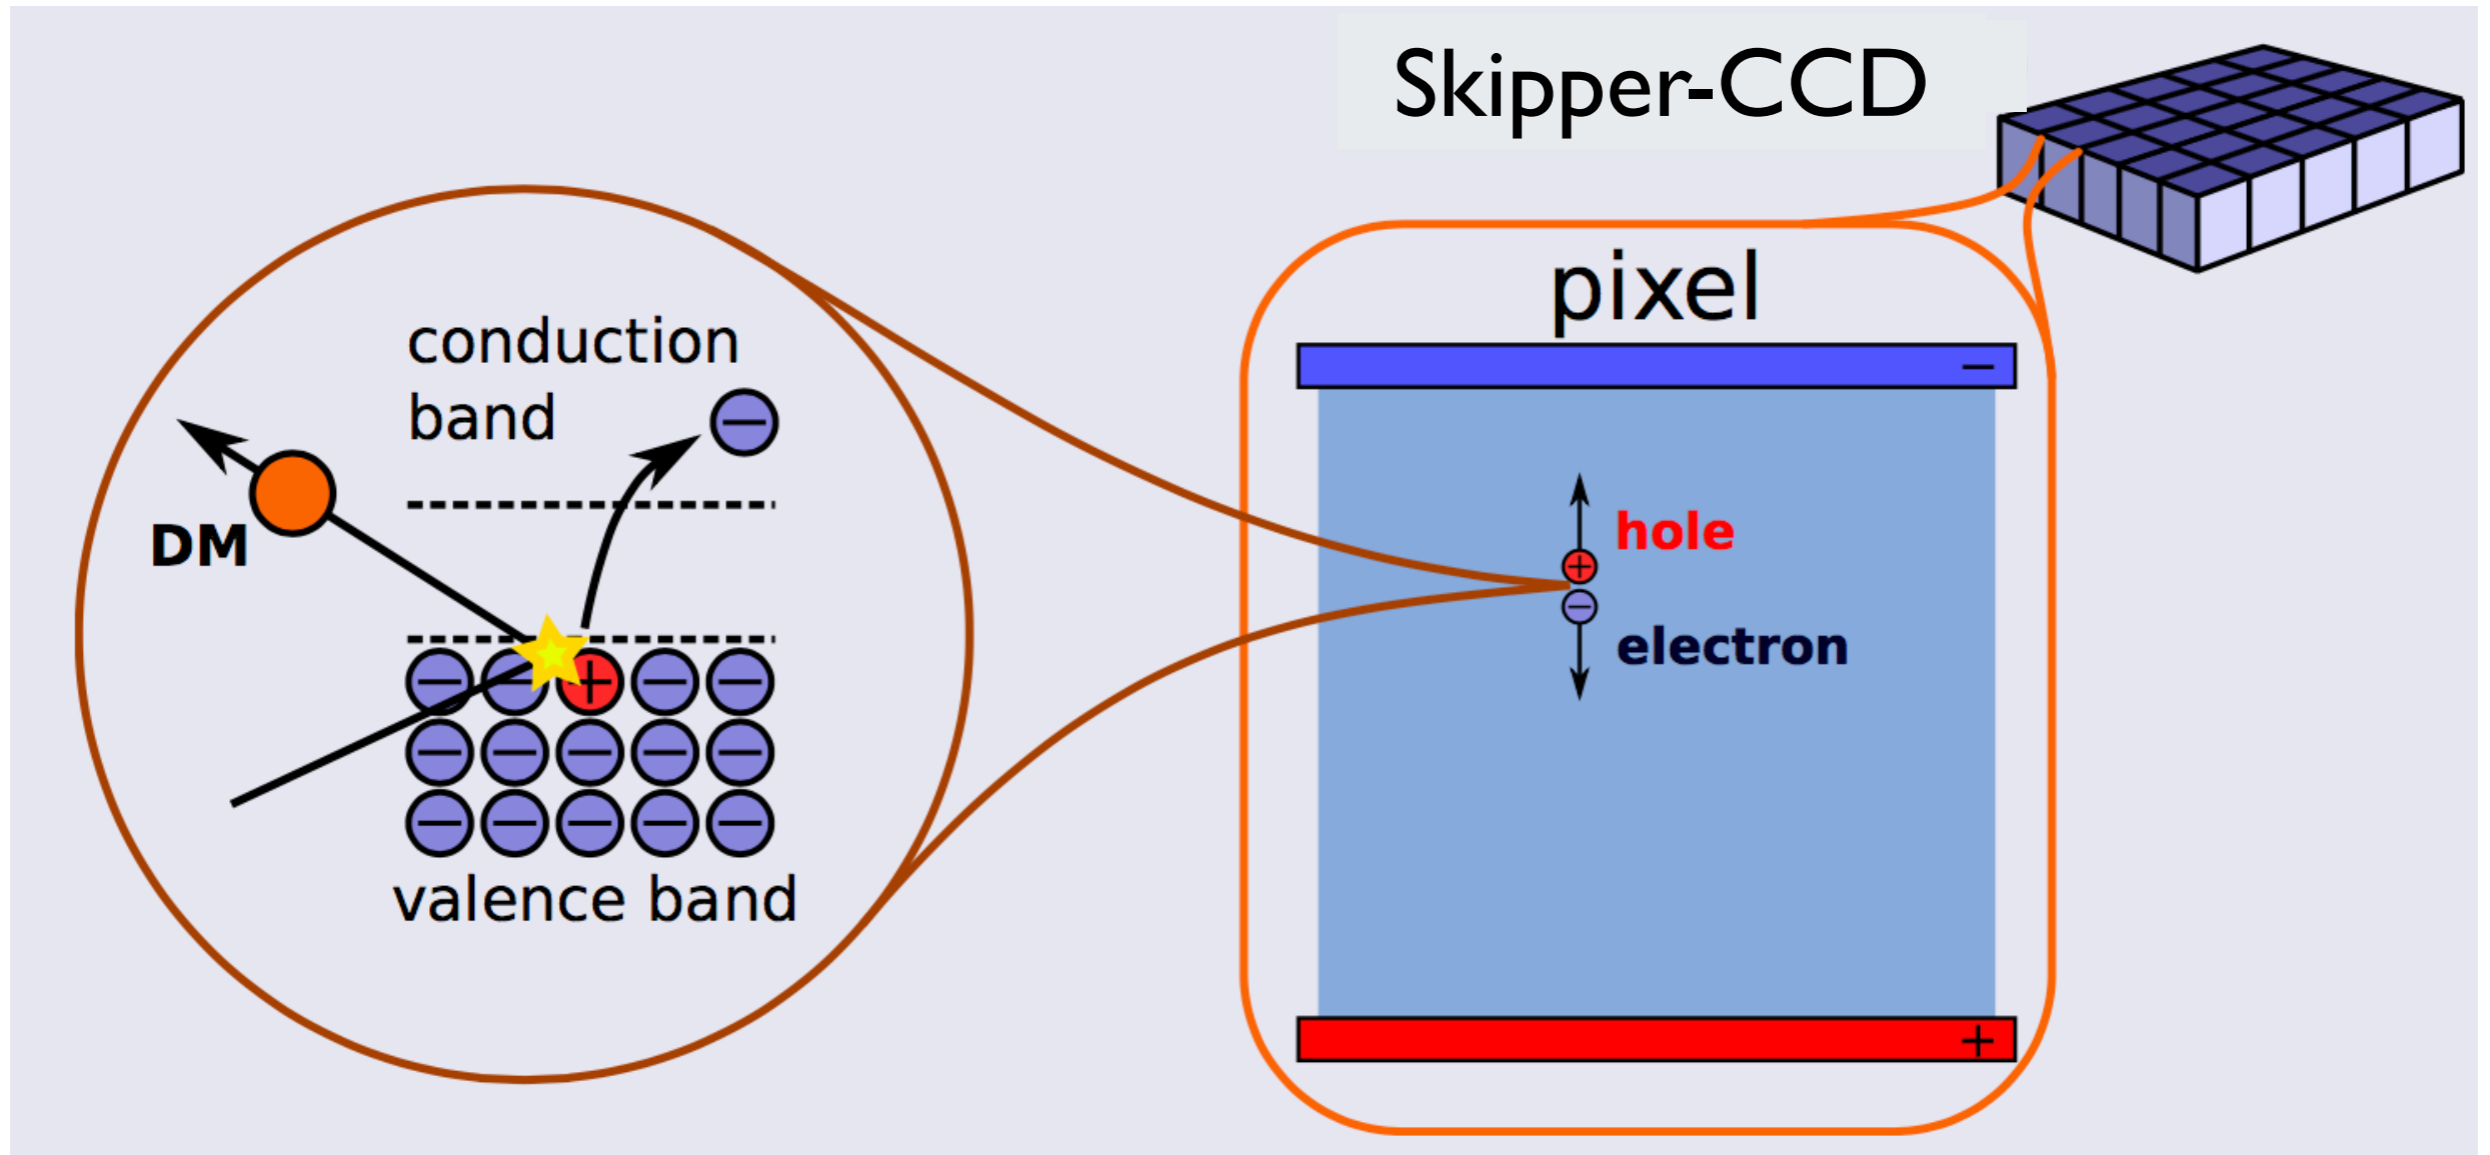 Skipper-CCD
pixel
−
conduction
band
−
DM
hole
+
−
electron
− − + − −
− − − − −
− − − − −
valence band
+